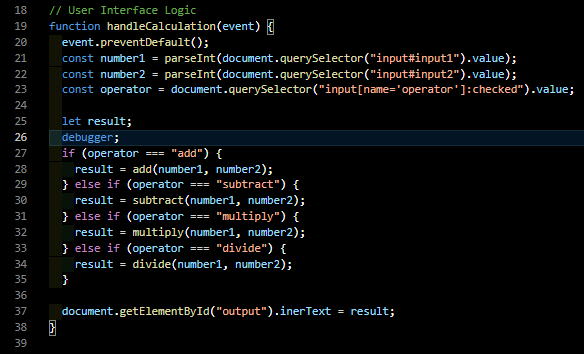 18 // User Interface Logic
19 function handleCalculation(event) {
20 event.preventDefault();
21 const number1 = parseInt(document.querySelector("input#input1").value);
22 const number2 = parseInt(document.querySelector("input#input2").value);
23 const operator = document.querySelector("input[name='operator']:checked").value;
24
25 let result;
26 debugger;
27 if (operator === "add") {
28 result = add(number1, number2);
29 } else if (operator === "subtract") {
30 result = subtract(number1, number2);
31 } else if (operator === "multiply") {
32 result = multiply(number1, number2);
33 } else if (operator === "divide") {
34 result = divide(number1, number2);
35 }
36
37 document.getElementById("output").inerText = result;
38 }
39